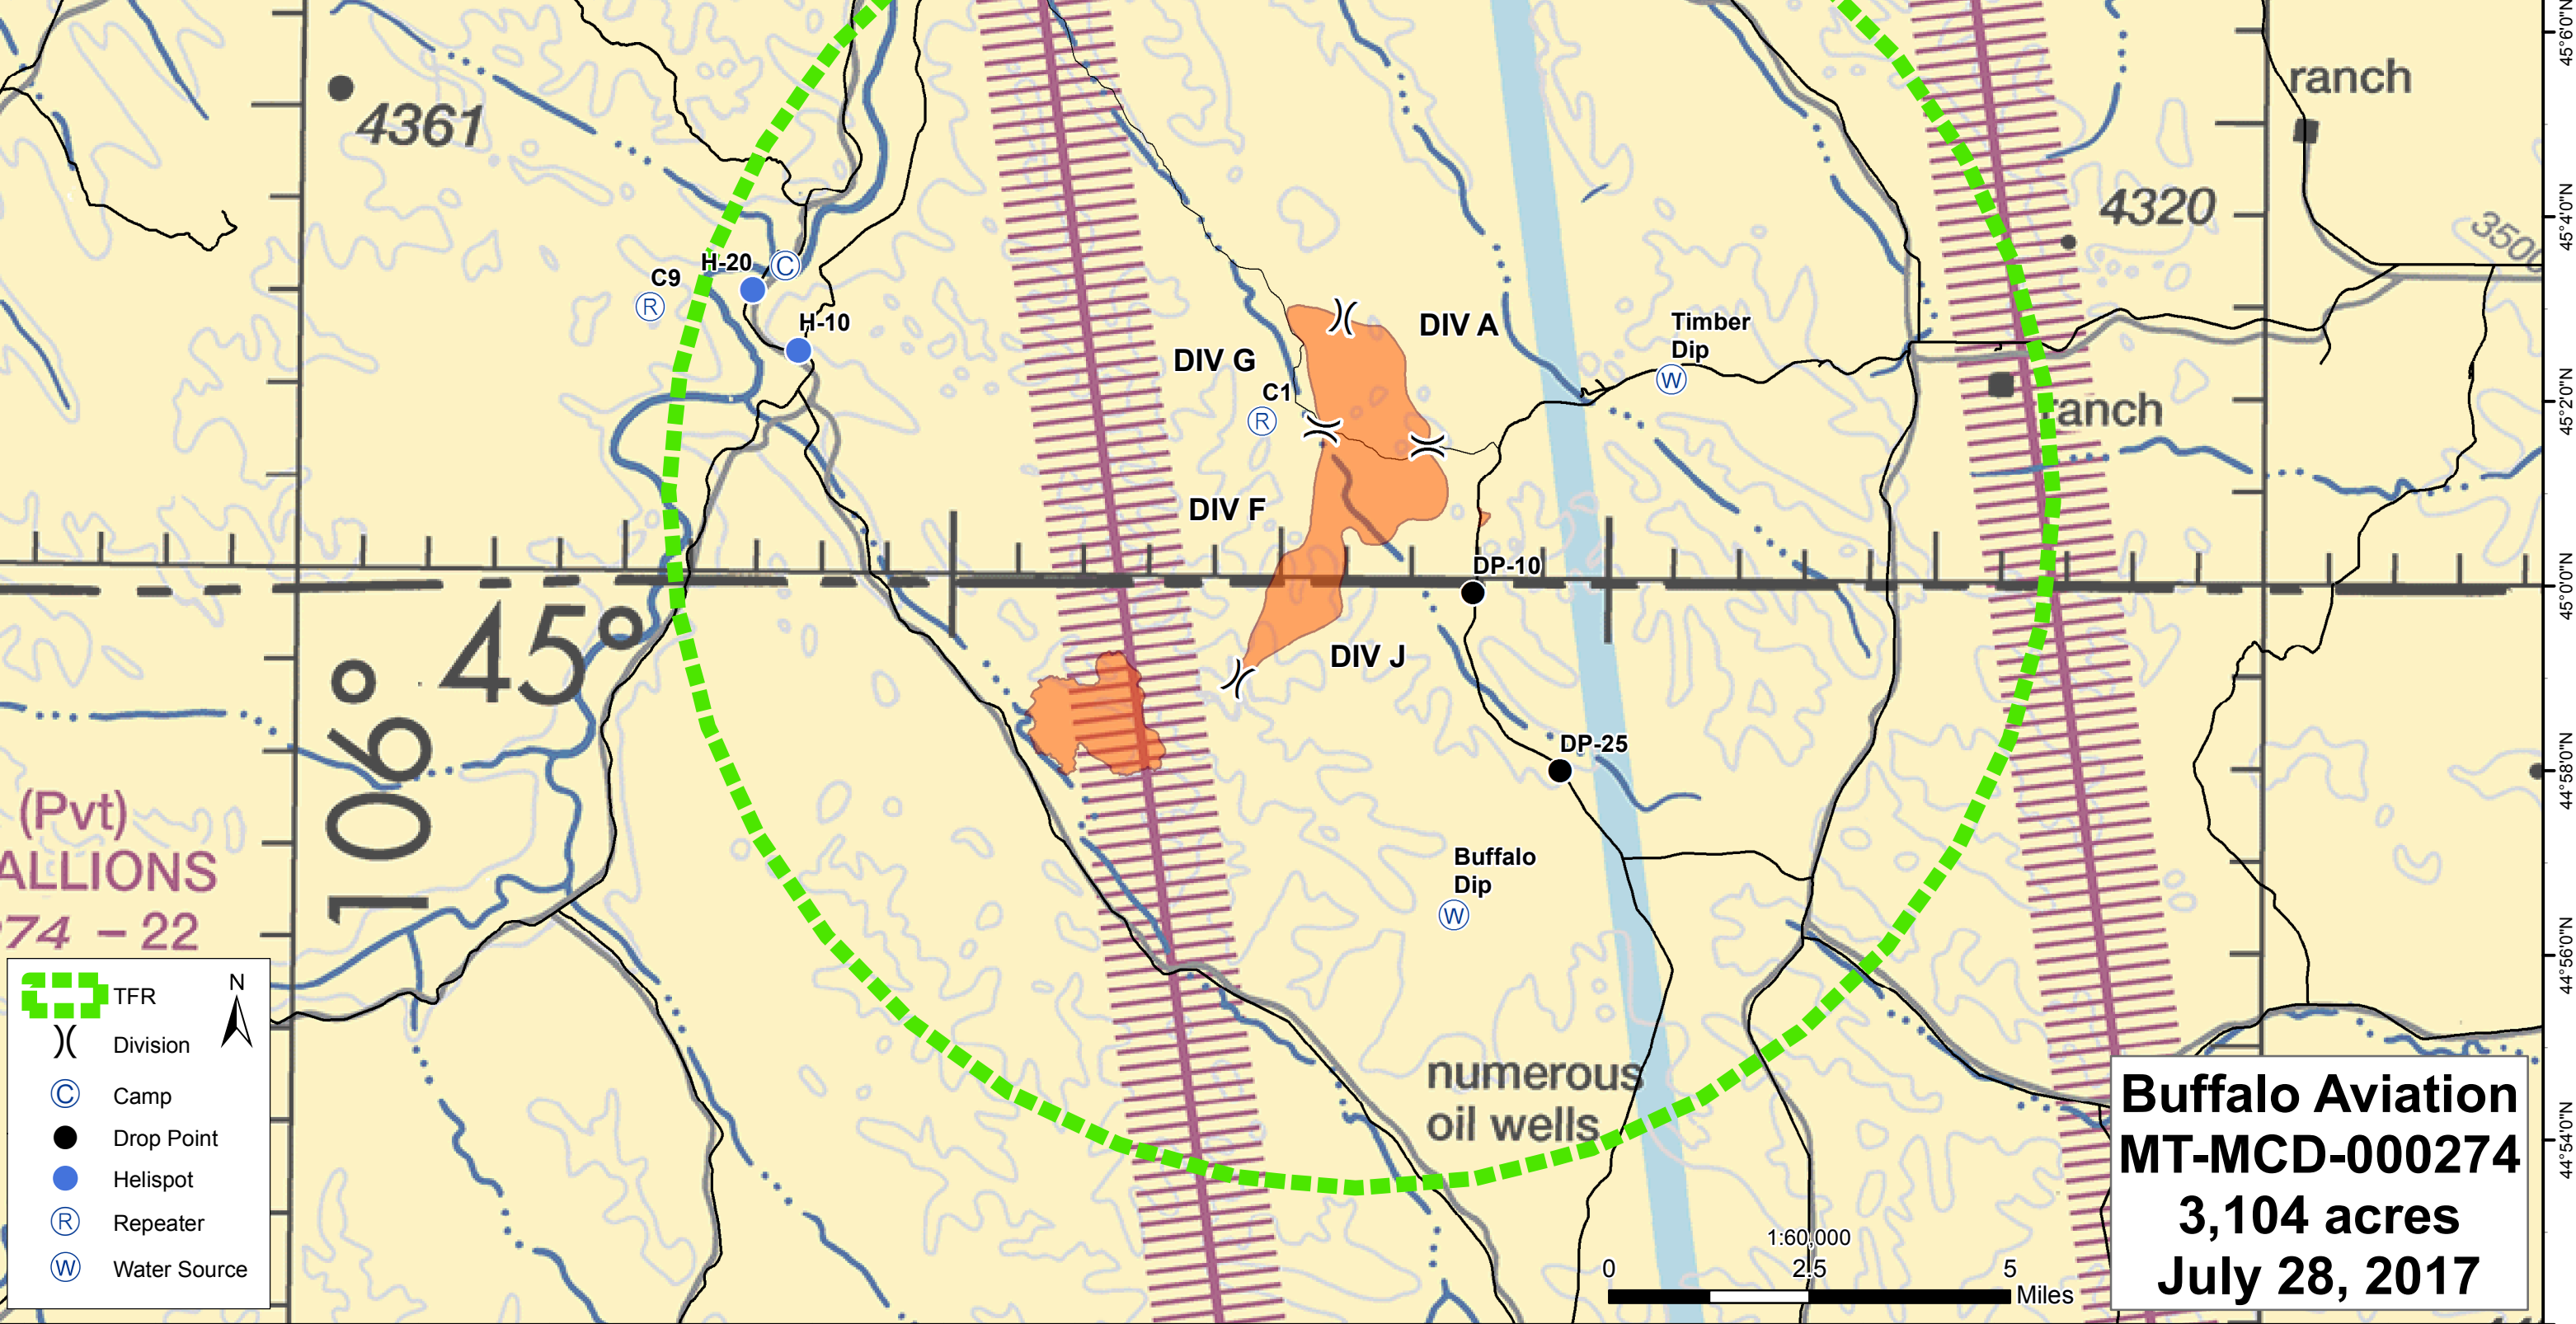 ranch
4361
4320
3500
H-20
C
C9
R
H-10
DIV A
Timber
Dip
W
DIV G
C1
R
ranch
DIV F
DP-10
45°
106°
DIV J
DP-25
(Pvt)
ALLIONS
74 - 22
Buffalo
Dip
W
numerous
oil wells
45°6'0"N
45°4'0"N
45°2'0"N
45°0'0"N
44°58'0"N
44°56'0"N
44°54'0"N
TFR
N
Division
C Camp
Drop Point
Helispot
R Repeater
W Water Source
1:60,000
0 2.5 5
Miles
Buffalo Aviation
MT-MCD-000274
3,104 acres
July 28, 2017